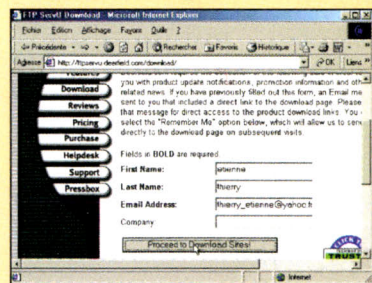 FTP Serv-U Download - Microsoft Internet Explorer
Fichier Edition Affichage Favoris Outils ?
Précédente Rechercher Favoris Historique
Adresse http://ftpserv-u.deerfield.com/download/ OK Liens
Features
Download
Reviews
Pricing
Purchase
Helpdesk
Support
Pressbox
you with product update notifications, promotion information and oth
related news. If you have previously filled out this form, an Email me
sent to you that included a direct link to the download page. Please
that message for direct access to the product download links. You
select the "Remember Me" option below, which will allow us to send
directly to the download page on subsequent visits.
Fields in BOLD are required.
First Name: etienne
Last Name: thierry
Email Address: thierry_etienne@yahoo.f
Company:
Proceed to Download Sites!
CLICK
TRUST
Internet